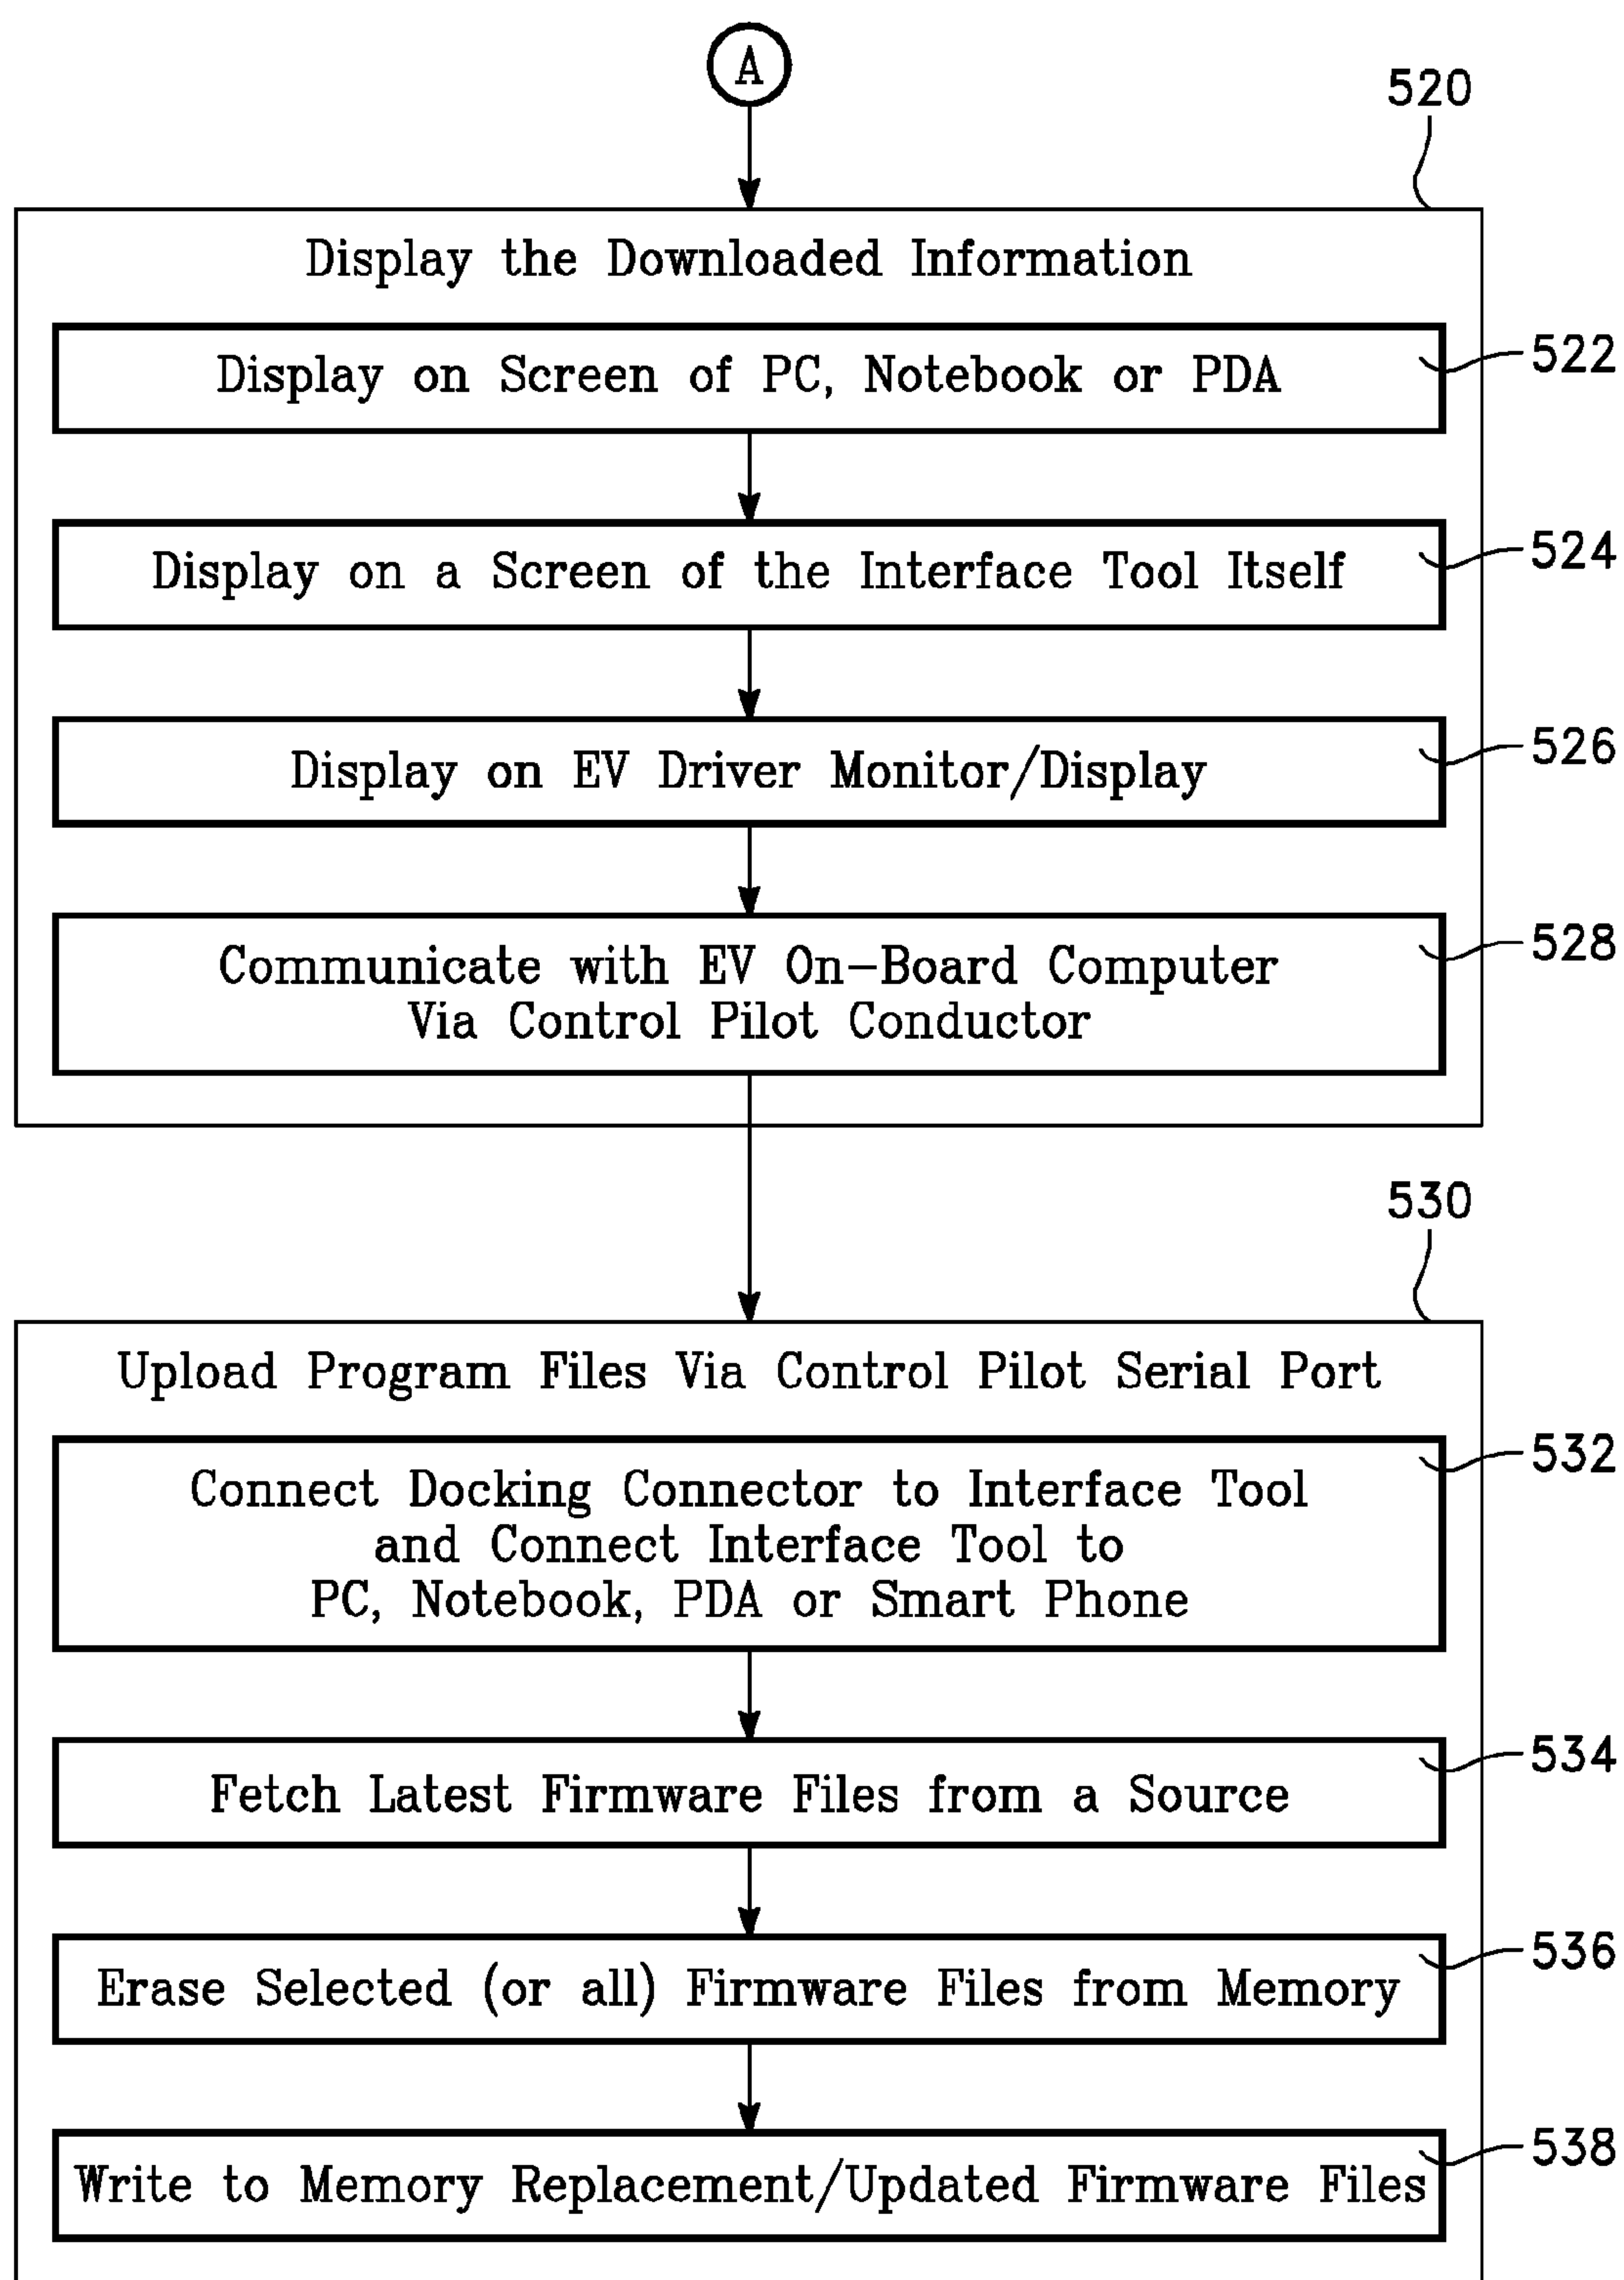 A
520
Display the Downloaded Information
Display on Screen of PC, Notebook or PDA
522
Display on a Screen of the Interface Tool Itself
524
Display on EV Driver Monitor/Display
526
Communicate with EV On-Board Computer
Via Control Pilot Conductor
528
530
Upload Program Files Via Control Pilot Serial Port
Connect Docking Connector to Interface Tool
and Connect Interface Tool to
PC, Notebook, PDA or Smart Phone
532
Fetch Latest Firmware Files from a Source
534
Erase Selected (or all) Firmware Files from Memory
536
Write to Memory Replacement/Updated Firmware Files
538